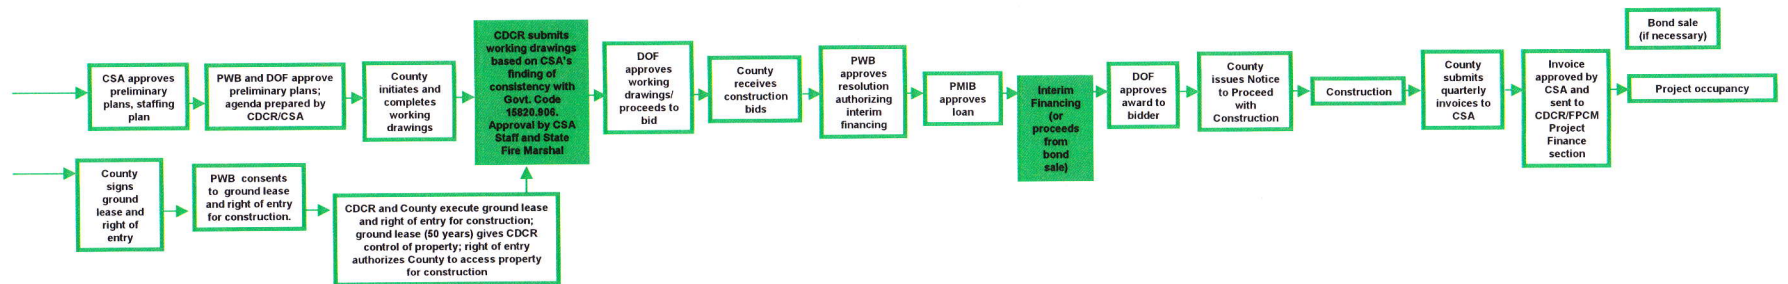 CSA approves
preliminary
plans, staffing
plan
PWB and DOF approve
preliminary plans;
agenda prepared by
CDCR/CSA
County
initiates and
completes
working
drawings
CDCR submits
working drawings
based on CSA's
finding of
consistency with
Govt. Code
15820.906.
Approval by CSA
Staff and State
Fire Marshal
DOF
approves
working
drawings/
proceeds to
bid
County
receives
construction
bids
PWB
approves
resolution
authorizing
interim
financing
PMIB
approves
loan
Interim
Financing
(or
proceeds
from
bond
sale)
DOF
approves
award to
bidder
County
issues Notice
to Proceed
with
Construction
Construction
County
submits
quarterly
invoices to
CSA
Invoice
approved by
CSA and
sent to
CDCR/FPCM
Project
Finance
section
Bond sale
(if necessary)
Project occupancy
County
signs
ground
lease and
right of
entry
PWB consents
to ground lease
and right of entry
for construction.
CDCR and County execute ground lease
and right of entry for construction;
ground lease (50 years) gives CDCR
control of property; right of entry
authorizes County to access property
for construction